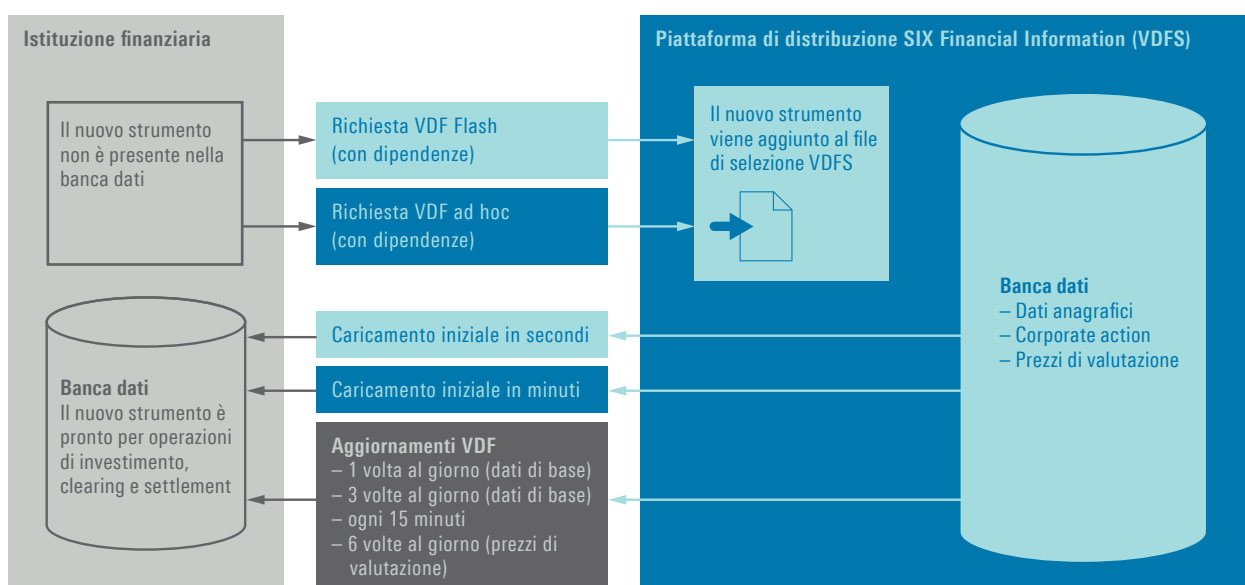 Istituzione finanziaria
Piattaforma di distribuzione SIX Financial Information (VDFS)
Il nuovo strumento
non è presente nella
banca dati
Richiesta VDF Flash
(con dipendenze)
Richiesta VDF ad hoc
(con dipendenze)
Il nuovo strumento
viene aggiunto al file
di selezione VDFS
Banca dati
– Dati anagrafici
– Corporate action
– Prezzi di valutazione
Caricamento iniziale in secondi
Caricamento iniziale in minuti
Banca dati
Il nuovo strumento è
pronto per operazioni
di investimento,
clearing e settlement
Aggiornamenti VDF
– 1 volta al giorno (dati di base)
– 3 volte al giorno (dati di base)
– ogni 15 minuti
– 6 volte al giorno (prezzi di
valutazione)